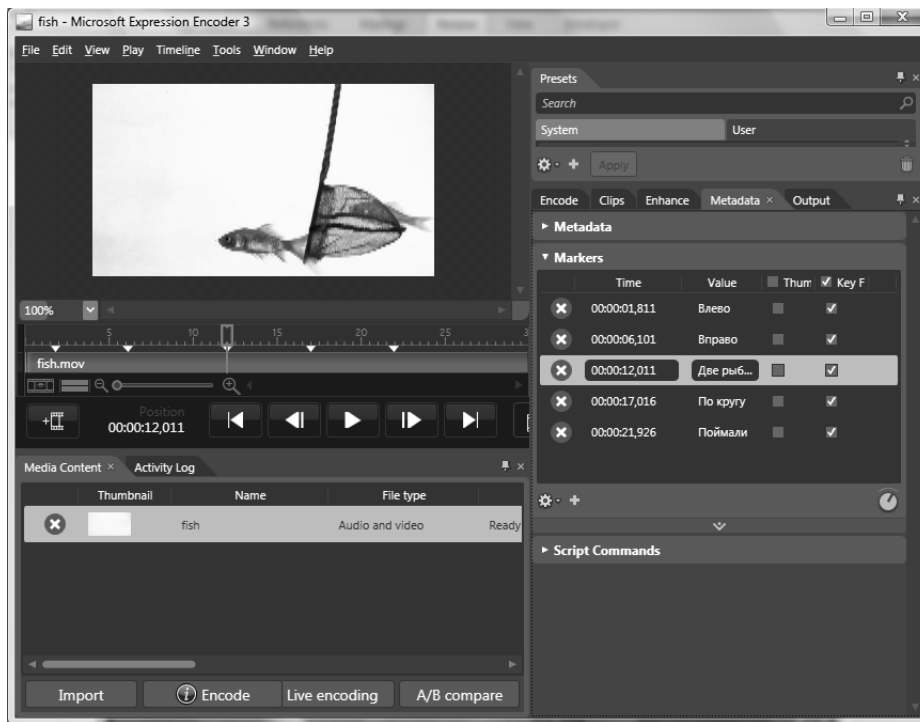 fish - Microsoft Expression Encoder 3
File Edit View Play Timeline Tools Window Help
Presets
Search
System User
Apply
Encode Clips Enhance Metadata Output
Metadata
Markers
Time Value Thum Key F
00:00:01,811 Влево
00:00:06,101 Вправо
00:00:12,011 Две рыб...
00:00:17,016 По кругу
00:00:21,926 Поймали
Script Commands
100%
5 10 15 20 25 3
fish.mov
Position
00:00:12,011
Media Content Activity Log
Thumbnail Name File type
fish Audio and video Ready
Import Encode Live encoding A/B compare